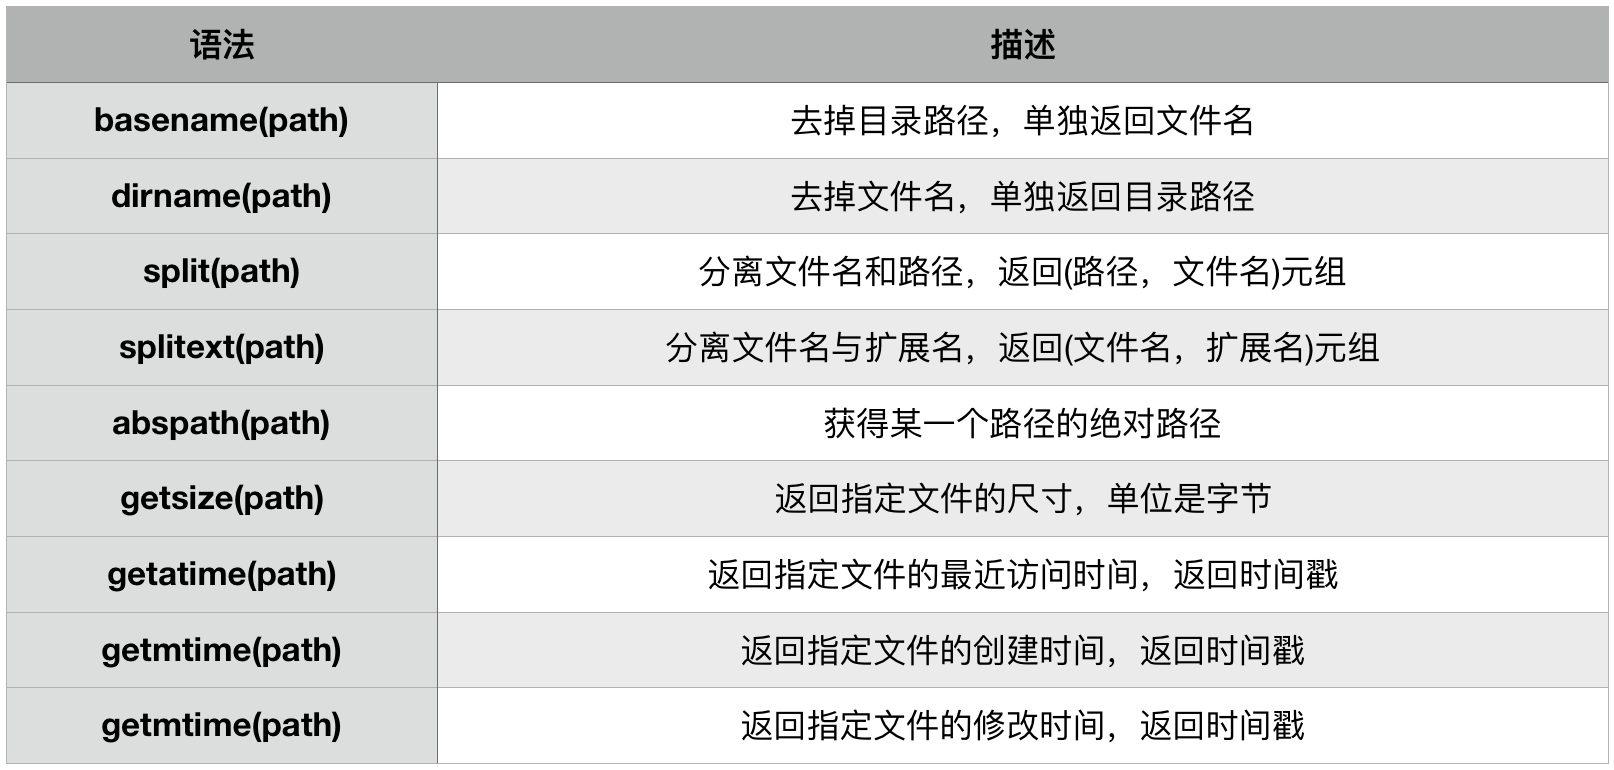 语法 描述
basename(path) 去掉目录路径，单独返回文件名
dirname(path) 去掉文件名，单独返回目录路径
split(path) 分离文件名和路径，返回(路径，文件名)元组
splitext(path) 分离文件名与扩展名，返回(文件名，扩展名)元组
abspath(path) 获得某一个路径的绝对路径
getsize(path) 返回指定文件的尺寸，单位是字节
getatime(path) 返回指定文件的最近访问时间，返回时间戳
getmtime(path) 返回指定文件的创建时间，返回时间戳
getmtime(path) 返回指定文件的修改时间，返回时间戳